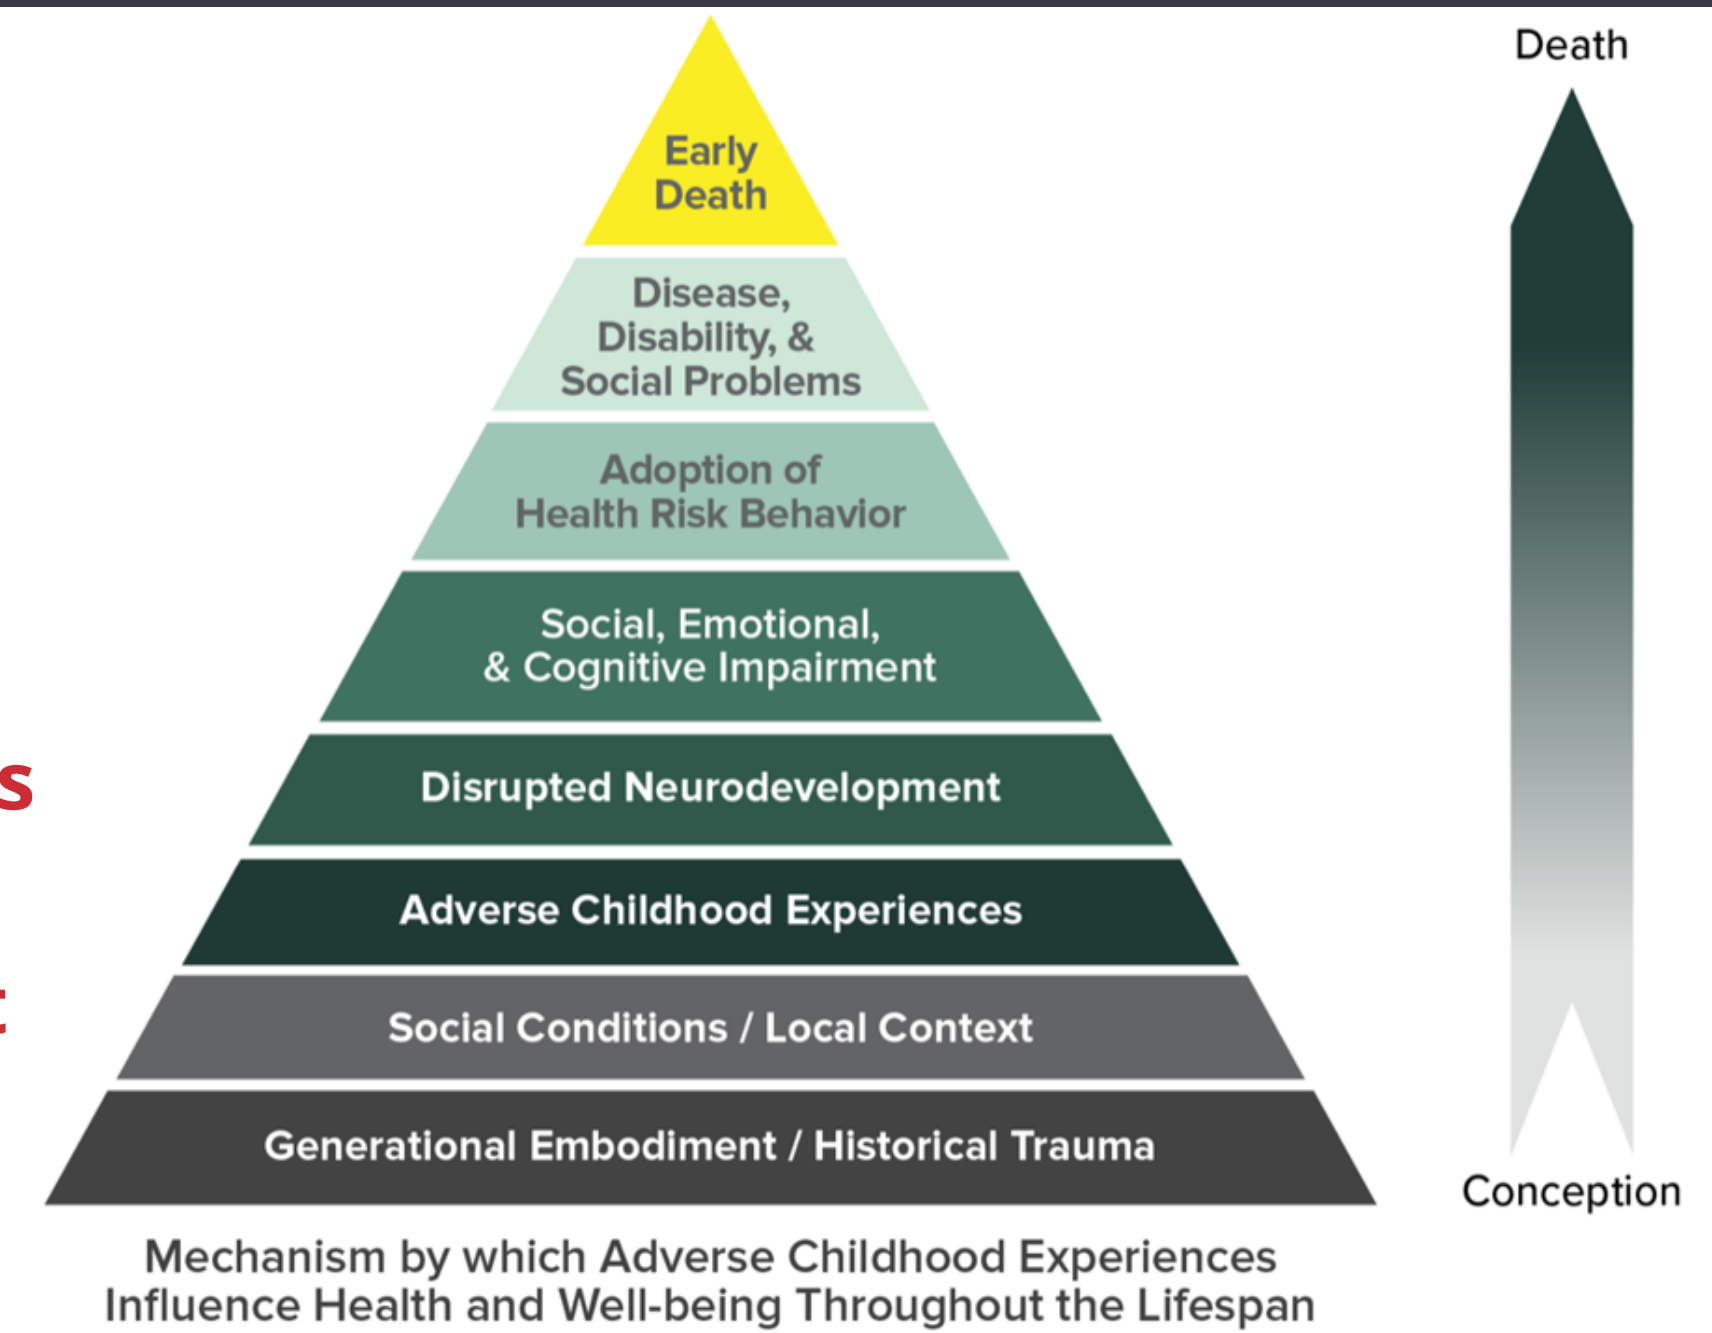 Death
Early
Death
Disease,
Disability, &
Social Problems
Adoption of
Health Risk Behavior
Social, Emotional,
& Cognitive Impairment
Disrupted Neurodevelopment
s
Adverse Childhood Experiences
t
Social Conditions / Local Context
Generational Embodiment / Historical Trauma
Conception
Mechanism by which Adverse Childhood Experiences
Influence Health and Well-being Throughout the Lifespan